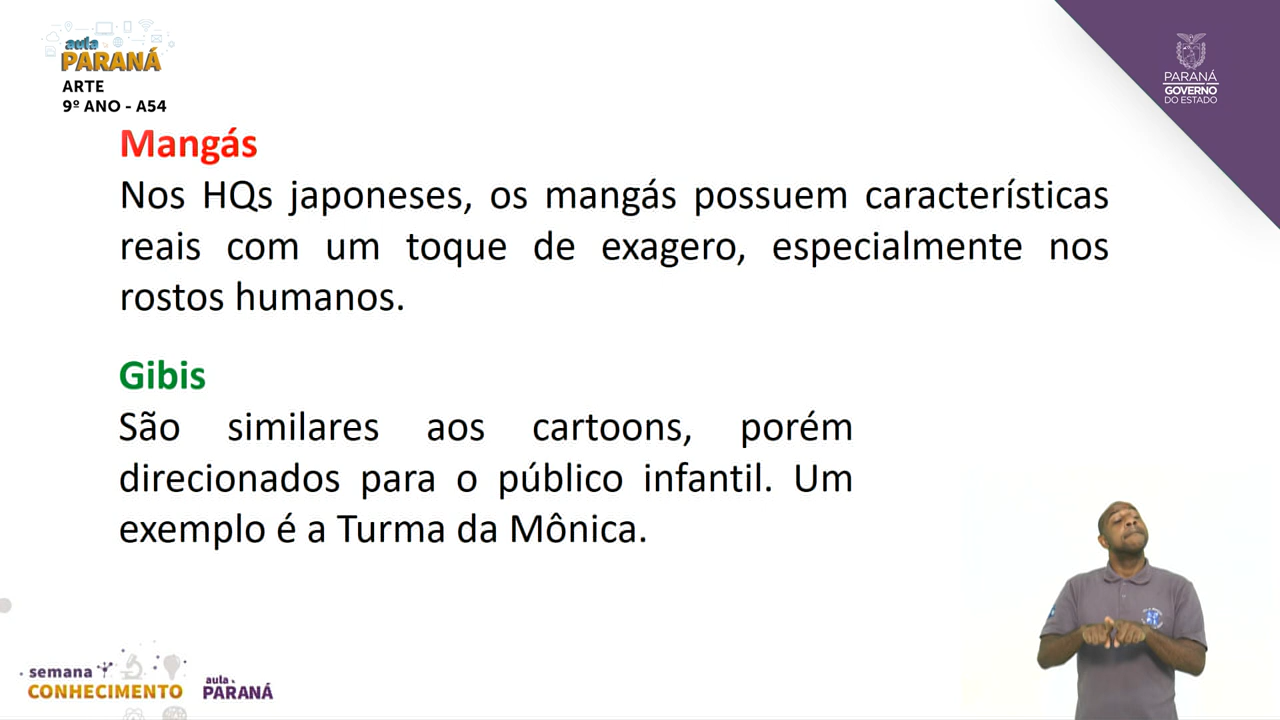 aula
PARANÁ
ARTE
9º ANO - A54
PARANÁ
GOVERNO
DO ESTADO
Mangás
Nos HQs japoneses, os mangás possuem características
reais com um toque de exagero, especialmente nos
rostos humanos.
Gibis
São similares aos cartoons, porém
direcionados para o público infantil. Um
exemplo é a Turma da Mônica.
semana
CONHECIMENTO
aula
PARANÁ